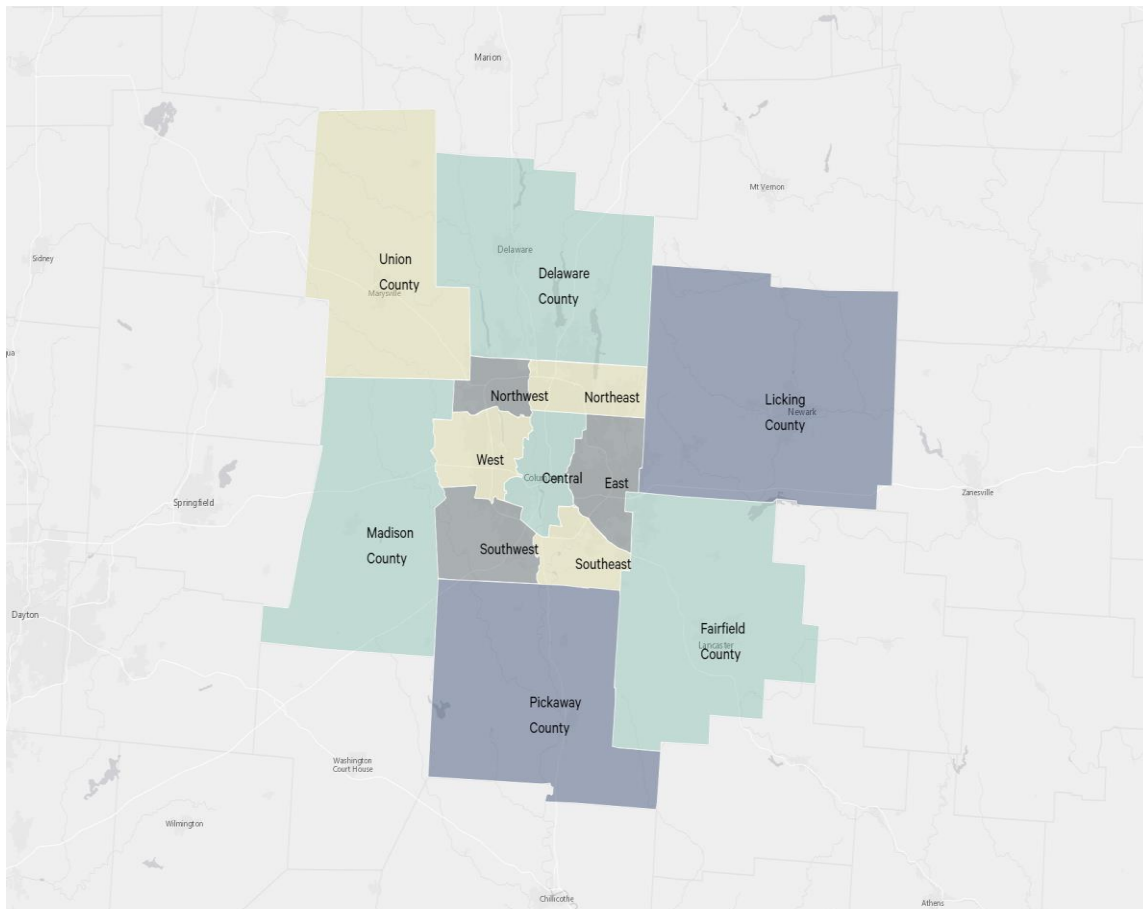 Marion
Mt Vernon
Sidney
Union
County
Marysville
Delaware
Delaware
County
qua
Northwest
Northeast
Licking
County
Newark
West
Central
East
Springfield
Zanesville
Madison
County
Southwest
Southeast
Dayton
Fairfield
County
Lancaster
Pickaway
County
Washington
Court House
Wilmington
Chillicothe
Athens